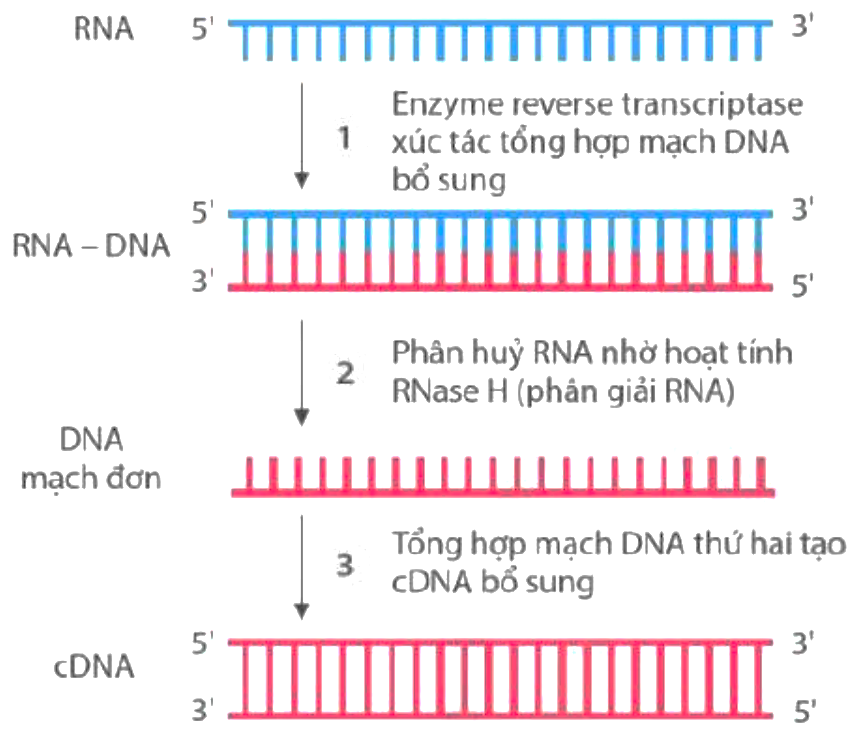 RNA 5' 3'
1 Enzyme reverse transcriptase
xúc tác tổng hợp mạch DNA
bổ sung
5' 3'
RNA – DNA
3' 5'
2 Phân huỷ RNA nhờ hoạt tính
RNase H (phân giải RNA)
DNA
mạch đơn
3 Tổng hợp mạch DNA thứ hai tạo
cDNA bổ sung
5' 3'
cDNA
3' 5'